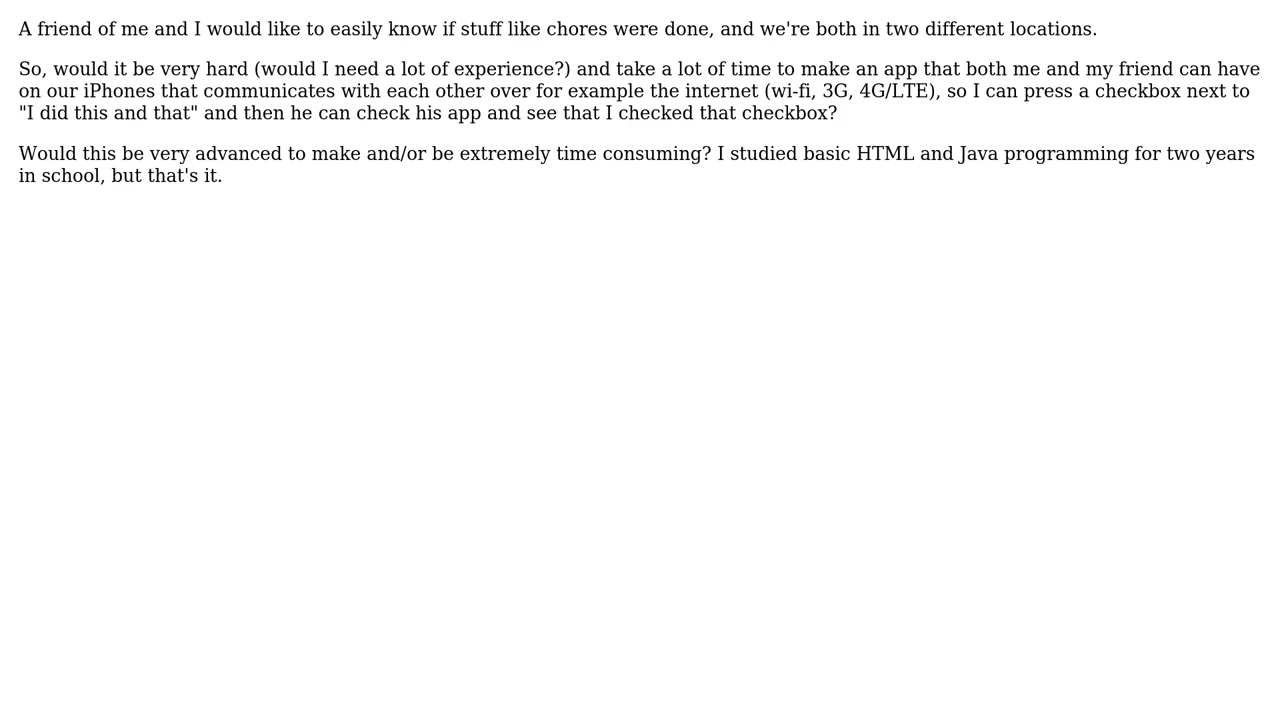 A friend of me and I would like to easily know if stuff like chores were done, and we're both in two different locations.
So, would it be very hard (would I need a lot of experience?) and take a lot of time to make an app that both me and my friend can have
on our iPhones that communicates with each other over for example the internet (wi-fi, 3G, 4G/LTE), so I can press a checkbox next to
"I did this and that" and then he can check his app and see that I checked that checkbox?
Would this be very advanced to make and/or be extremely time consuming? I studied basic HTML and Java programming for two years
in school, but that's it.